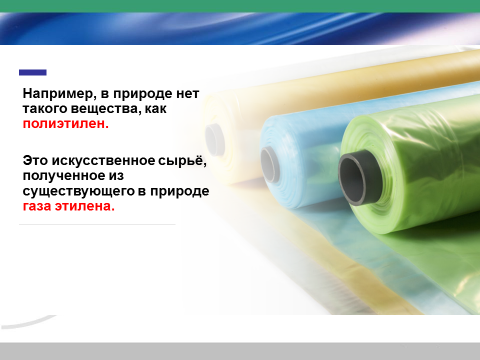 Например, в природе нет
такого вещества, как
полиэтилен.
Это искусственное сырьё,
полученное из
существующего в природе
газа этилена.